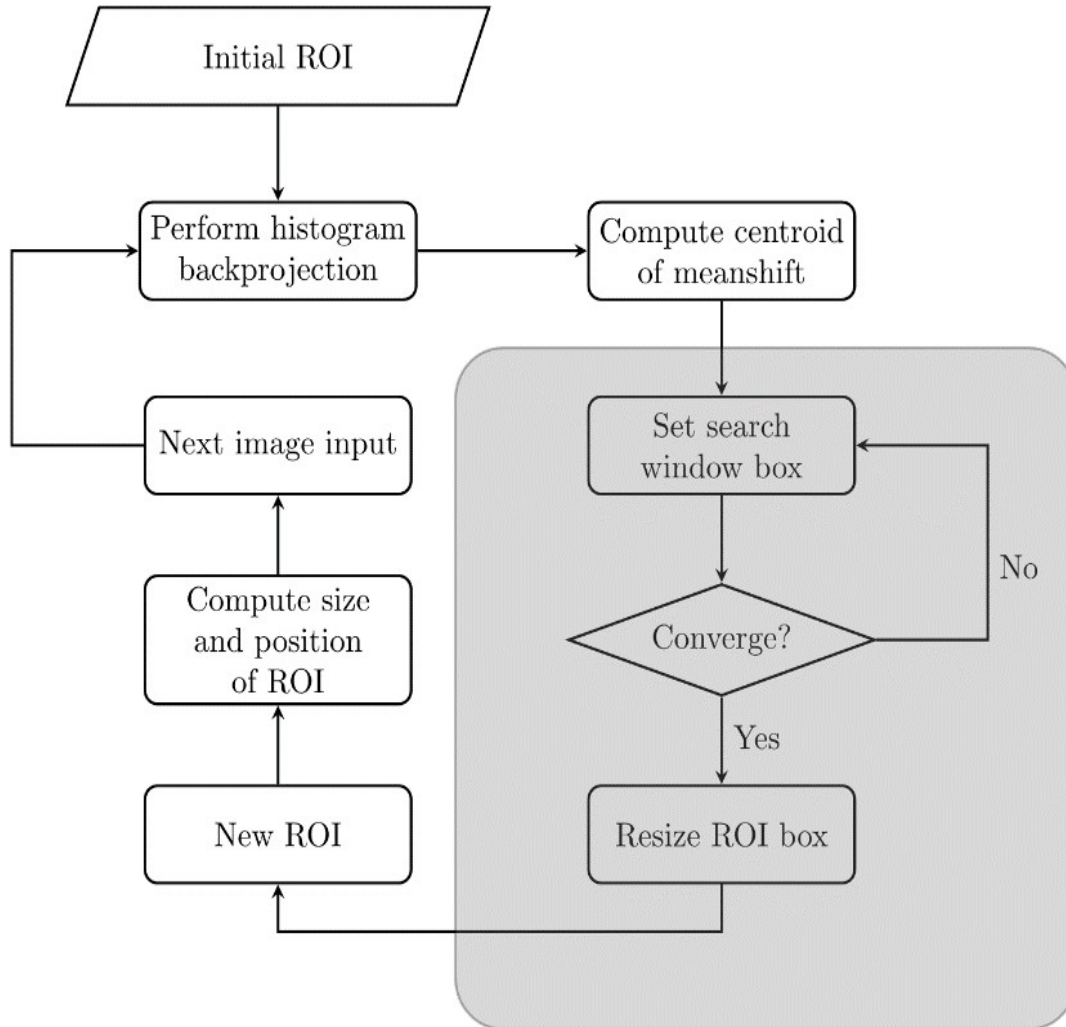 Initial ROI
Perform histogram
backprojection
Compute centroid
of meanshift
Set search
window box
Converge?
No
Yes
Resize ROI box
New ROI
Compute size
and position
of ROI
Next image input